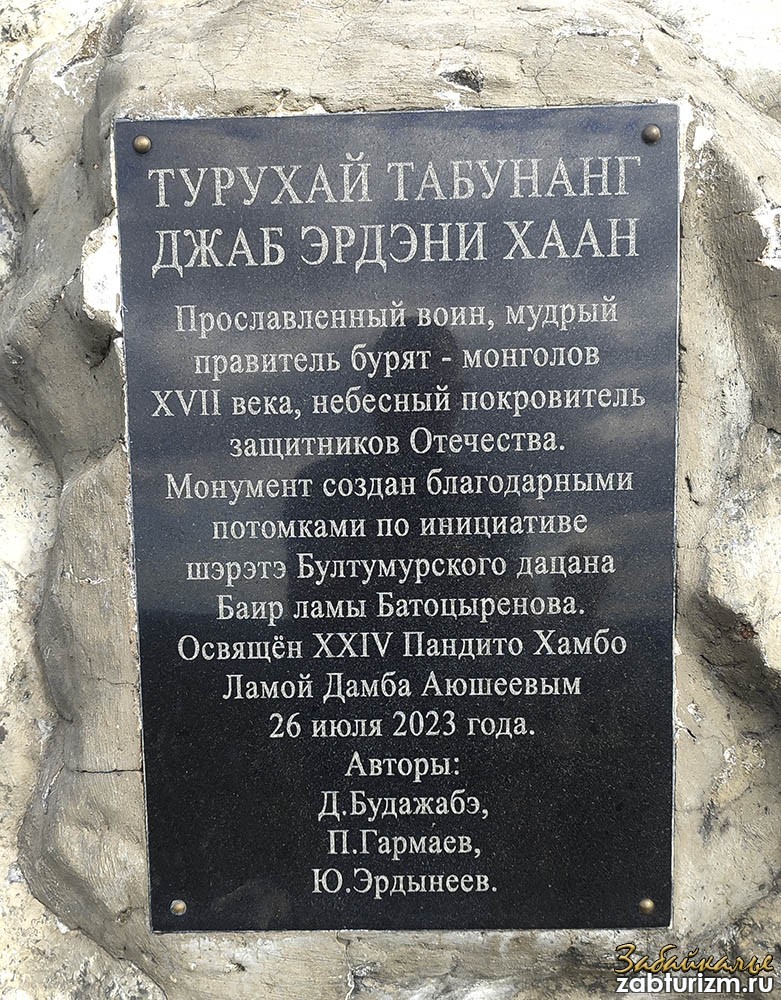 ТУРУХАЙ ТАБУНАНГ
ДЖАБ ЭРДЭНИ ХААН
Прославленный воин, мудрый
правитель бурят - монголов
XVII века, небесный покровитель
защитников Отечества.
Монумент создан благодарными
потомками по инициативе
шэрэтэ Бултумурского дацана
Баир ламы Батоцыренова.
Освящён XXIV Пандито Хамбо
Ламой Дамба Аюшеевым
26 июля 2023 года.
Авторы:
Д.Будажабэ,
П.Гармаев,
Ю.Эрдынеев.
Забайкалье
zabturizm.ru